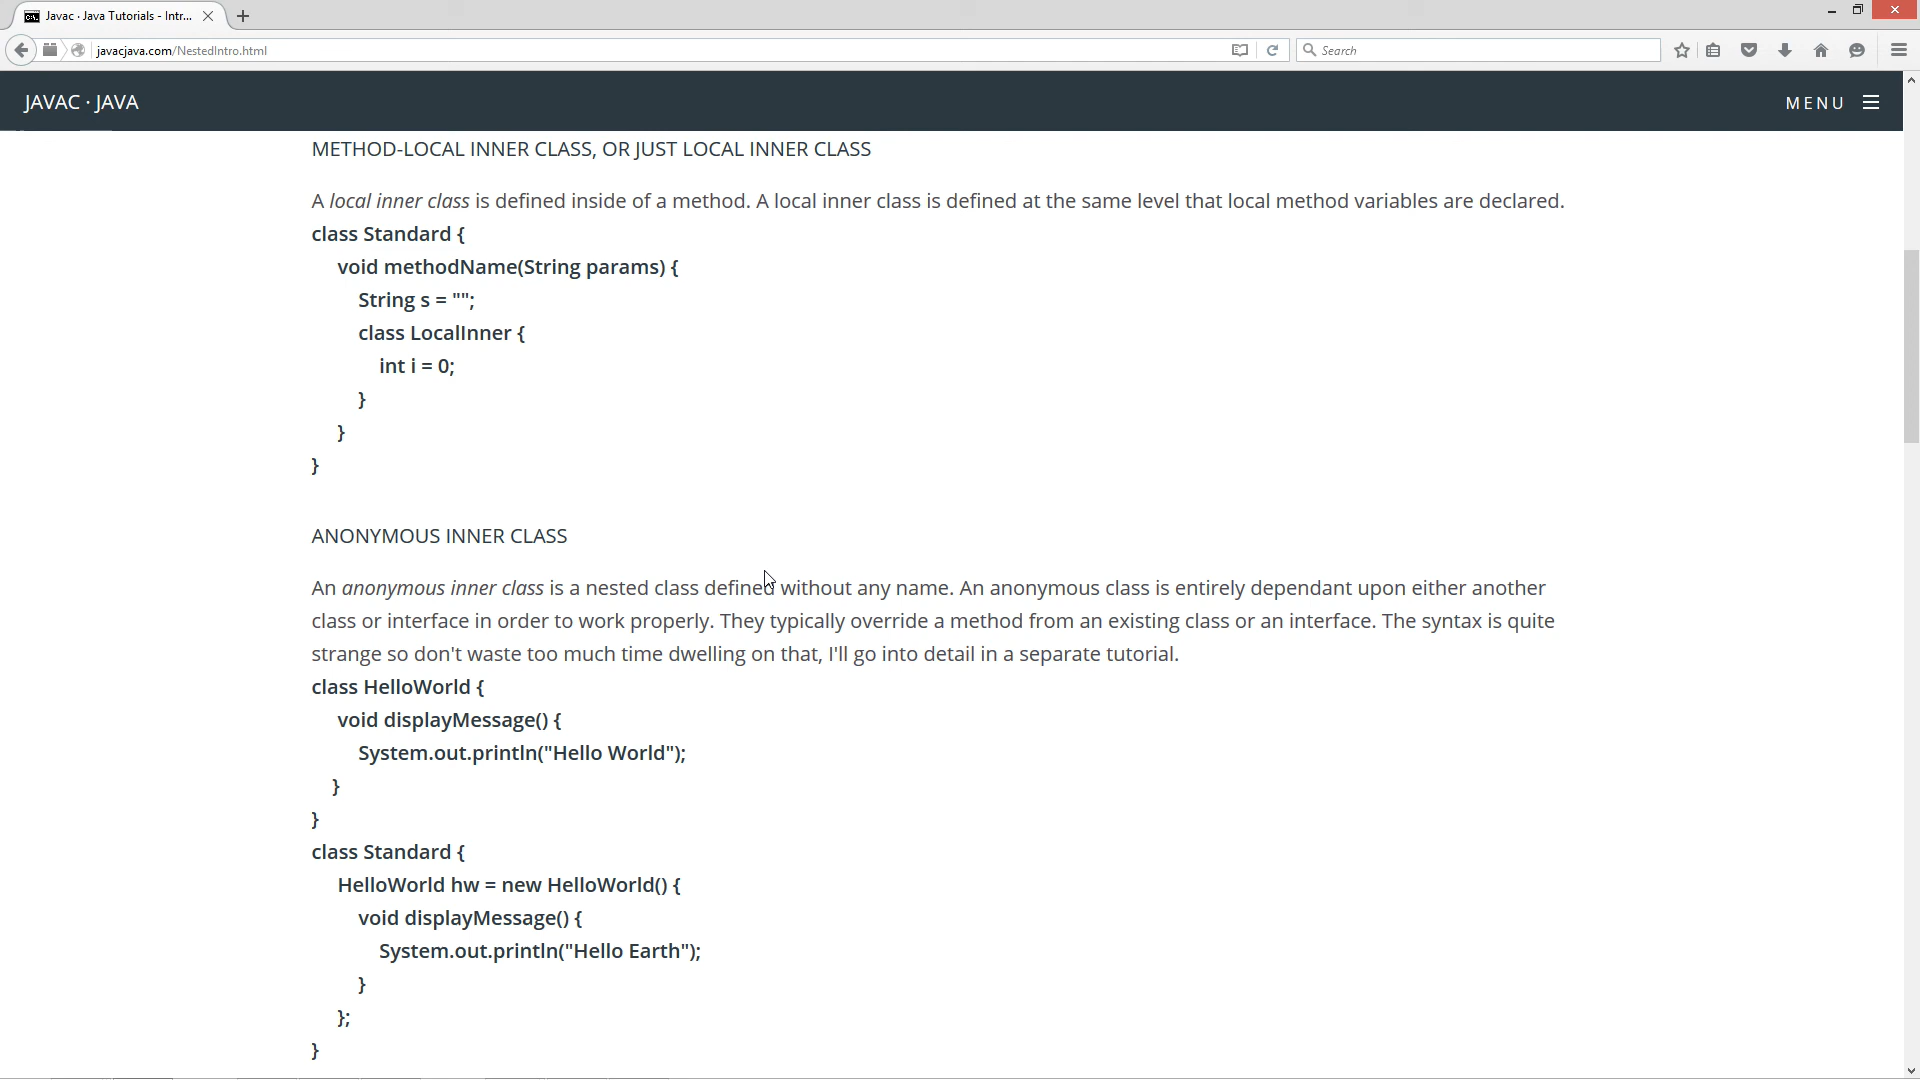 Javac · Java Tutorials - Intr...
javacjava.com/NestedIntro.html
Search
JAVAC · JAVA
MENU
METHOD-LOCAL INNER CLASS, OR JUST LOCAL INNER CLASS
A local inner class is defined inside of a method. A local inner class is defined at the same level that local method variables are declared.
class Standard {
void methodName(String params) {
String s = "";
class LocalInner {
int i = 0;
}
}
}
ANONYMOUS INNER CLASS
An anonymous inner class is a nested class defined without any name. An anonymous class is entirely dependant upon either another
class or interface in order to work properly. They typically override a method from an existing class or an interface. The syntax is quite
strange so don't waste too much time dwelling on that, I'll go into detail in a separate tutorial.
class HelloWorld {
void displayMessage() {
System.out.println("Hello World");
}
}
class Standard {
HelloWorld hw = new HelloWorld() {
void displayMessage() {
System.out.println("Hello Earth");
}
};
}